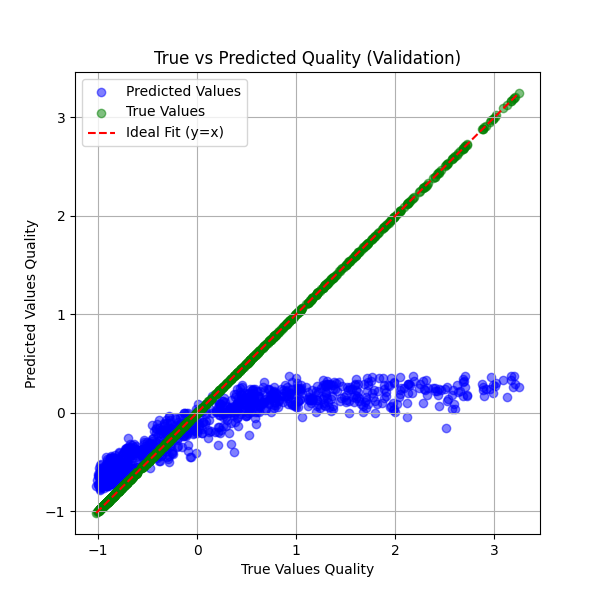 True vs Predicted Quality (Validation)
Predicted Values
True Values
Ideal Fit (y=x)
Predicted Values Quality
3
2
1
0
−1
−1
0
1
2
3
True Values Quality